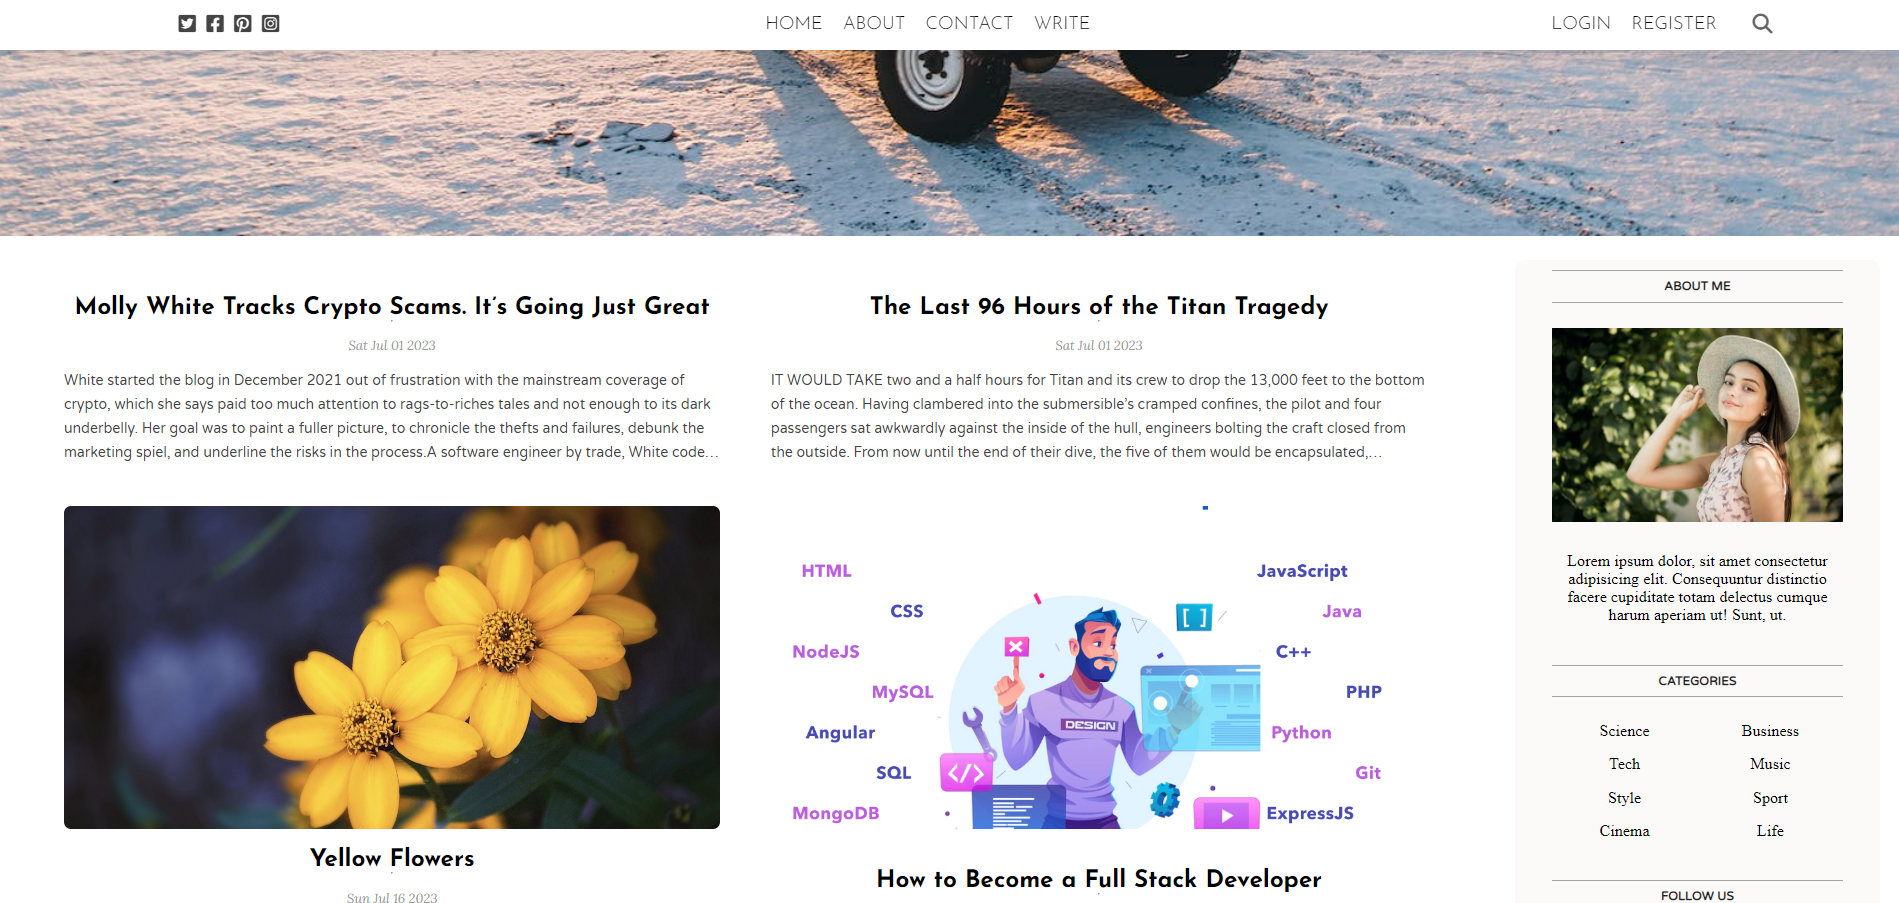 HOME ABOUT CONTACT WRITE
LOGIN REGISTER
Molly White Tracks Crypto Scams. It's Going Just Great
Sat Jul 01 2023
White started the blog in December 2021 out of frustration with the mainstream coverage of
crypto, which she says paid too much attention to rags-to-riches tales and not enough to its dark
underbelly. Her goal was to paint a fuller picture, to chronicle the thefts and failures, debunk the
marketing spiel, and underline the risks in the process.A software engineer by trade, White code…
The Last 96 Hours of the Titan Tragedy
Sat Jul 01 2023
IT WOULD TAKE two and a half hours for Titan and its crew to drop the 13,000 feet to the bottom
of the ocean. Having clambered into the submersible’s cramped confines, the pilot and four
passengers sat awkwardly against the inside of the hull, engineers bolting the craft closed from
the outside. From now until the end of their dive, the five of them would be encapsulated,…
Yellow Flowers
Sun Jul 16 2023
HTML
CSS
NodeJS
MySQL
Angular
SQL
MongoDB
[ ]
DESIGN
</>
JavaScript
Java
C++
PHP
Python
Git
ExpressJS
How to Become a Full Stack Developer
ABOUT ME
Lorem ipsum dolor, sit amet consectetur
adipisicing elit. Consequuntur distinctio
facere cupiditate totam delectus cumque
harum aperiam ut! Sunt, ut.
CATEGORIES
Science Business
Tech Music
Style Sport
Cinema Life
FOLLOW US